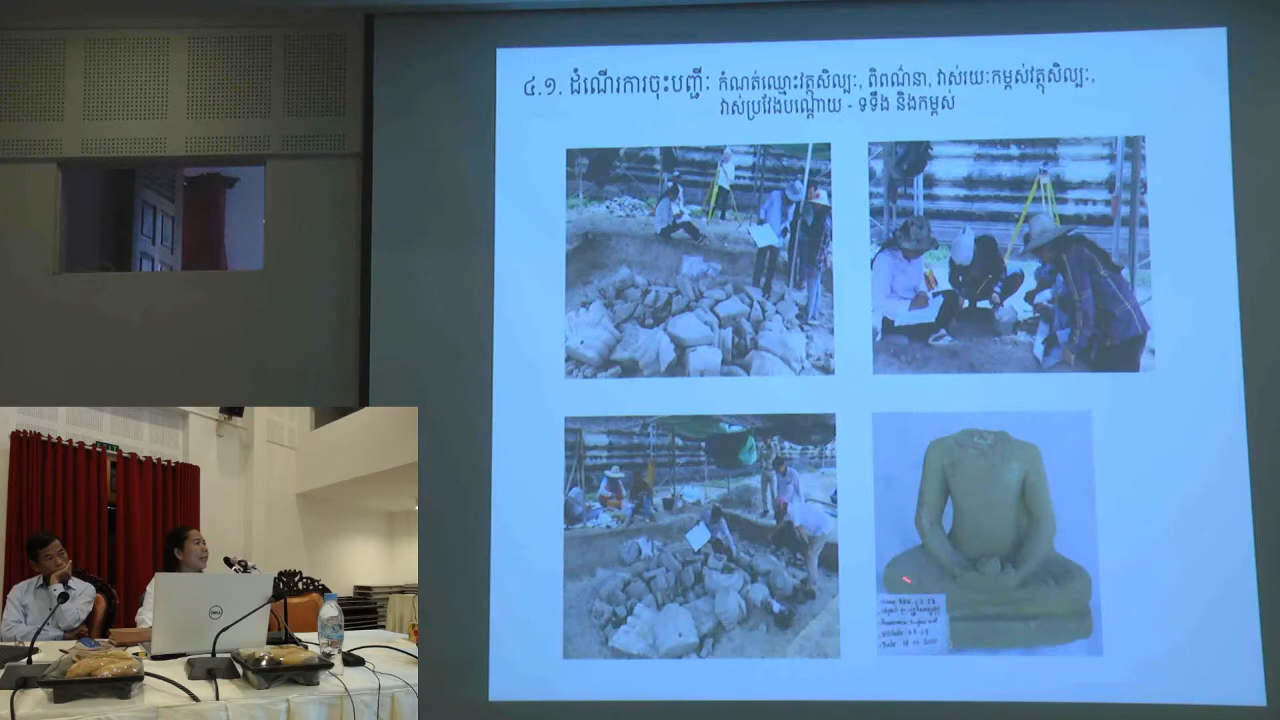 ៤.១. ដំណើរការចុះបញ្ជីៈ កំណត់ឈ្មោះវត្ថុសិល្បៈ, ពិពណ៌នា, វាស់រយៈកម្ពស់វត្ថុសិល្បៈ,
វាស់ប្រវែងបណ្តោយ - ទទឹង និងកម្ពស់
DELL